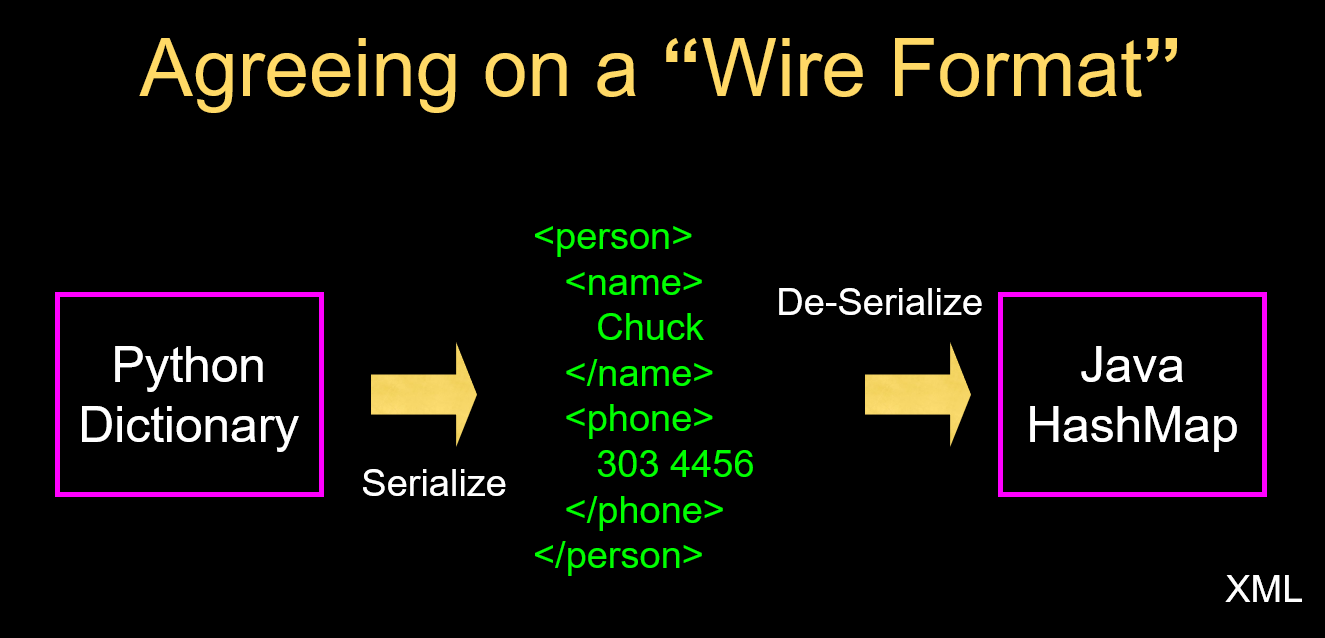 Agreeing on a “Wire Format”
Python
Dictionary
Serialize
<person>
<name>
Chuck
</name>
<phone>
303 4456
</phone>
</person>
De-Serialize
Java
HashMap
XML